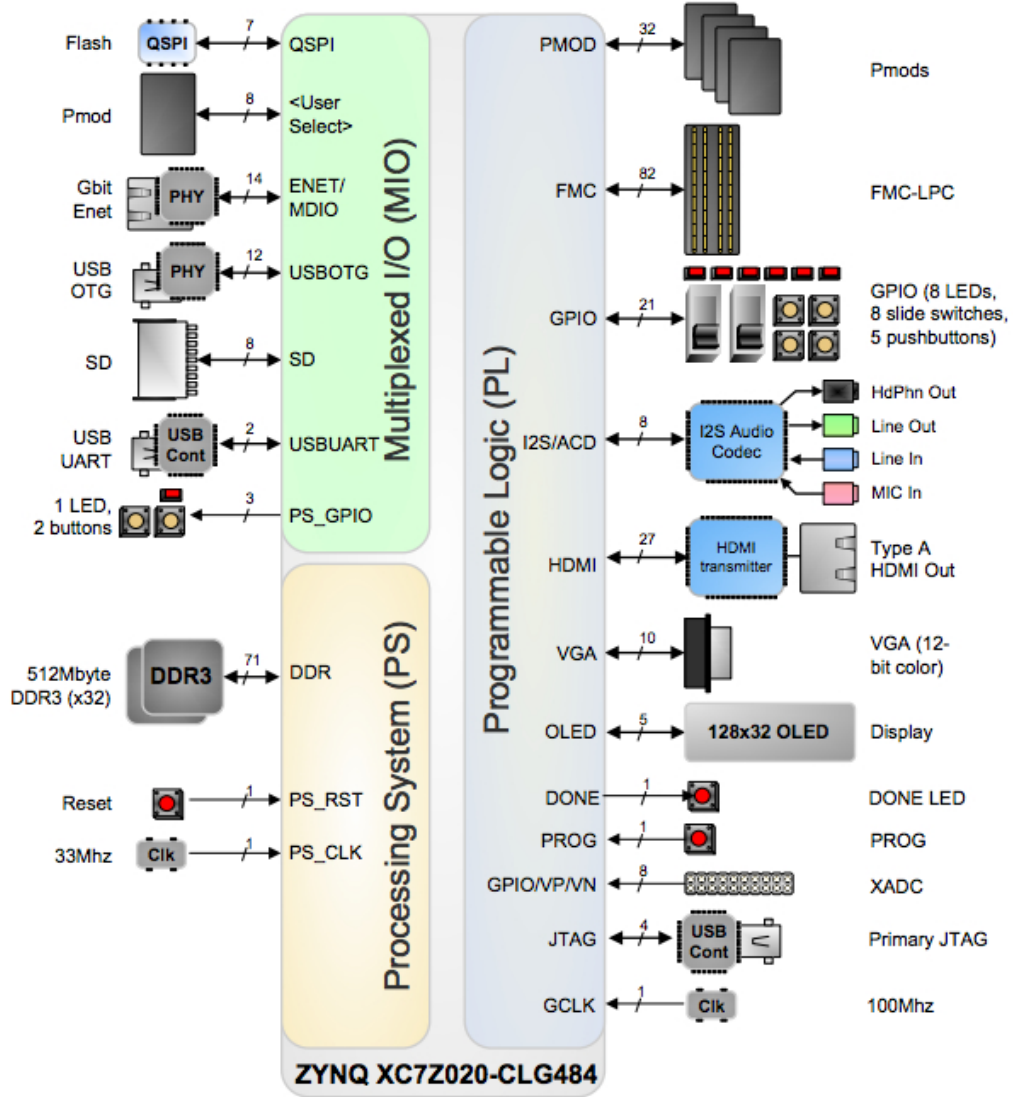 Flash
QSPI
7
QSPI
Pmod
8
<User
Select>
Gbit
Enet
PHY
14
ENET/
MDIO
USB
OTG
PHY
12
USBOTG
SD
8
SD
USB
UART
USB
Cont
2
USBUART
1 LED,
2 buttons
3
PS_GPIO
Multiplexed I/O (MIO)
512Mbyte
DDR3 (x32)
DDR3
71
DDR
Reset
1
PS_RST
33Mhz
Clk
1
PS_CLK
Processing System (PS)
Programmable Logic (PL)
PMOD
32
Pmods
FMC
82
FMC-LPC
GPIO
21
GPIO (8 LEDs,
8 slide switches,
5 pushbuttons)
I2S/ACD
8
I2S Audio
Codec
HdPhn Out
Line Out
Line In
MIC In
HDMI
27
HDMI
transmitter
Type A
HDMI Out
VGA
10
VGA (12-
bit color)
OLED
5
128x32 OLED
Display
DONE
1
DONE LED
PROG
1
PROG
GPIO/VP/VN
8
XADC
JTAG
4
USB
Cont
Primary JTAG
GCLK
1
Clk
100Mhz
ZYNQ XC7Z020-CLG484